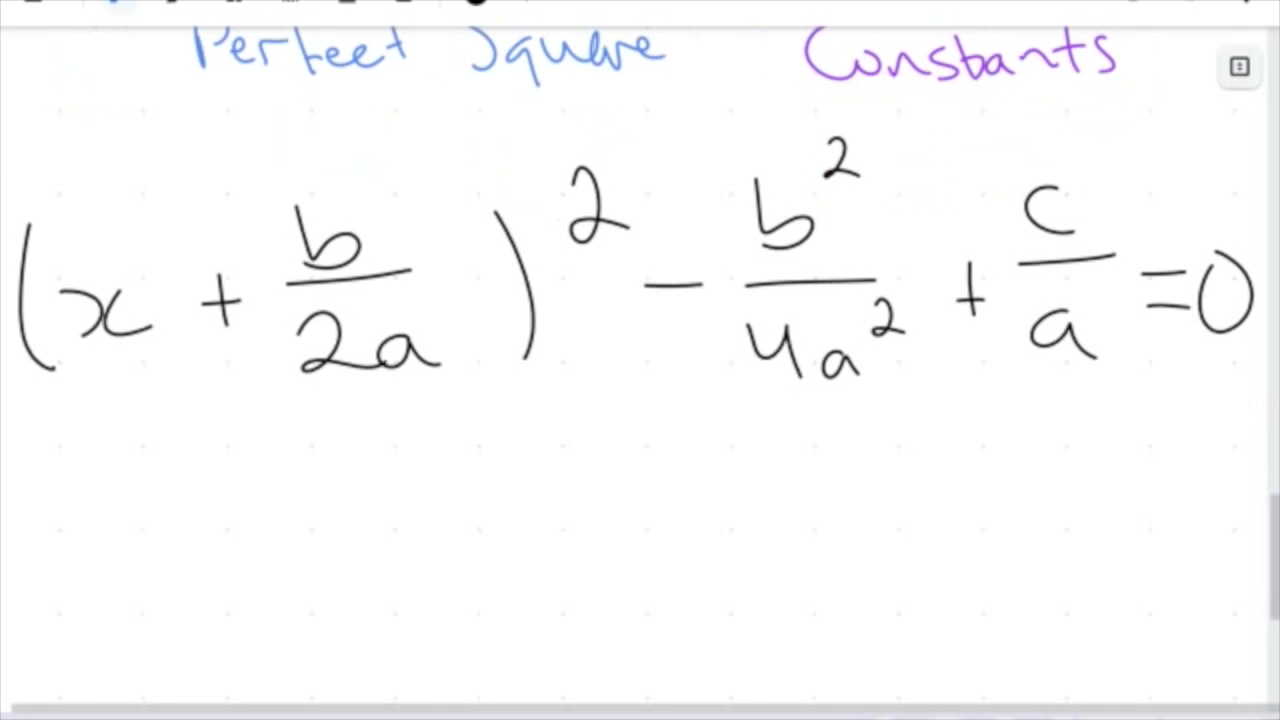 Perfect Square Constants
(x + b/2a)² - b²/4a² + c/a = 0